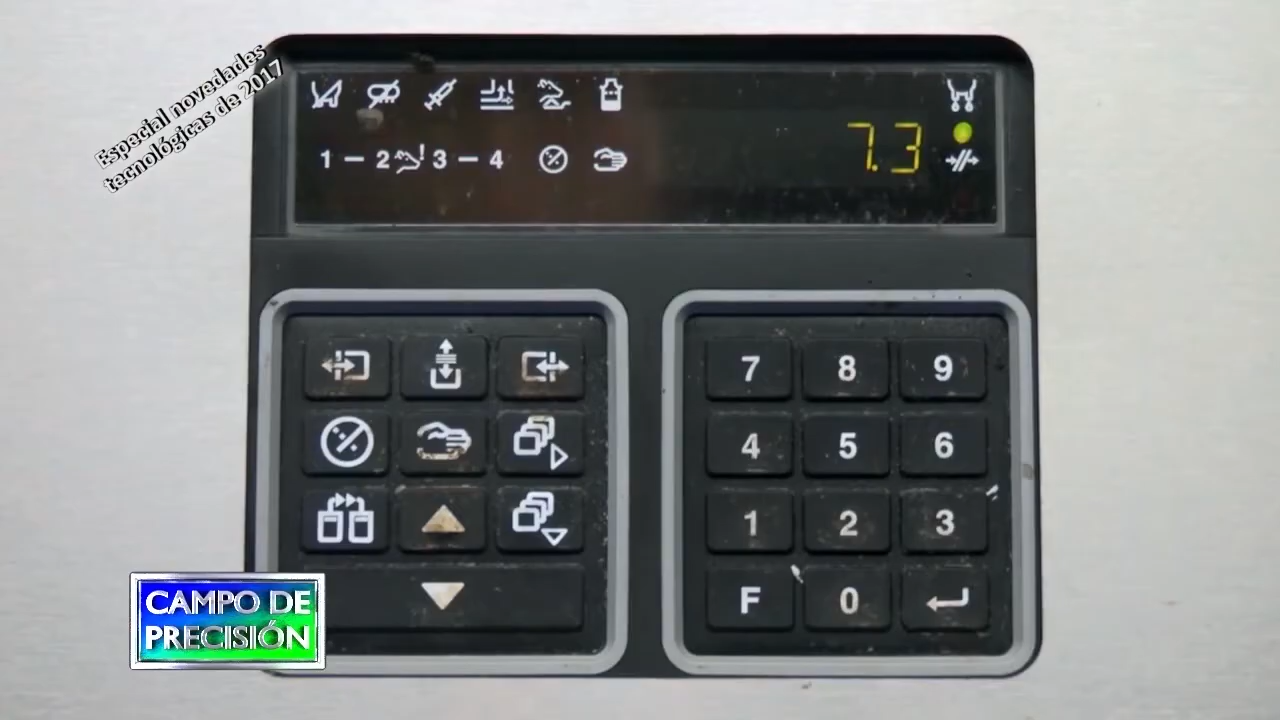 Especial novedades
tecnológicas de 2017
7.3
1 - 2 3 - 4
7 8 9
4 5 6
1 2 3
F 0
CAMPO DE
PRECISIÓN